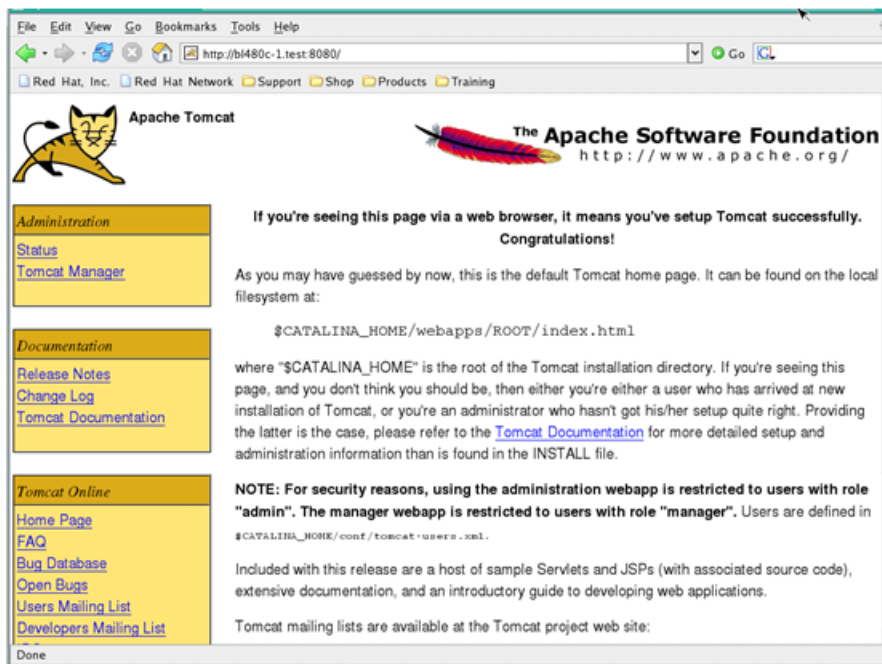 File Edit View Go Bookmarks Tools Help
http://bl480c-1.test:8080/ Go
Red Hat, Inc. Red Hat Network Support Shop Products Training
Apache Tomcat
The Apache Software Foundation
http://www.apache.org/
Administration
Status
Tomcat Manager
Documentation
Release Notes
Change Log
Tomcat Documentation
Tomcat Online
Home Page
FAQ
Bug Database
Open Bugs
Users Mailing List
Developers Mailing List
If you're seeing this page via a web browser, it means you've setup Tomcat successfully.
Congratulations!
As you may have guessed by now, this is the default Tomcat home page. It can be found on the local
filesystem at:
$CATALINA_HOME/webapps/ROOT/index.html
where "$CATALINA_HOME" is the root of the Tomcat installation directory. If you're seeing this
page, and you don't think you should be, then either you're either a user who has arrived at new
installation of Tomcat, or you're an administrator who hasn't got his/her setup quite right. Providing
the latter is the case, please refer to the Tomcat Documentation for more detailed setup and
administration information than is found in the INSTALL file.
NOTE: For security reasons, using the administration webapp is restricted to users with role
"admin". The manager webapp is restricted to users with role "manager". Users are defined in
$CATALINA_HOME/conf/tomcat-users.xml.
Included with this release are a host of sample Servlets and JSPs (with associated source code),
extensive documentation, and an introductory guide to developing web applications.
Tomcat mailing lists are available at the Tomcat project web site:
Done